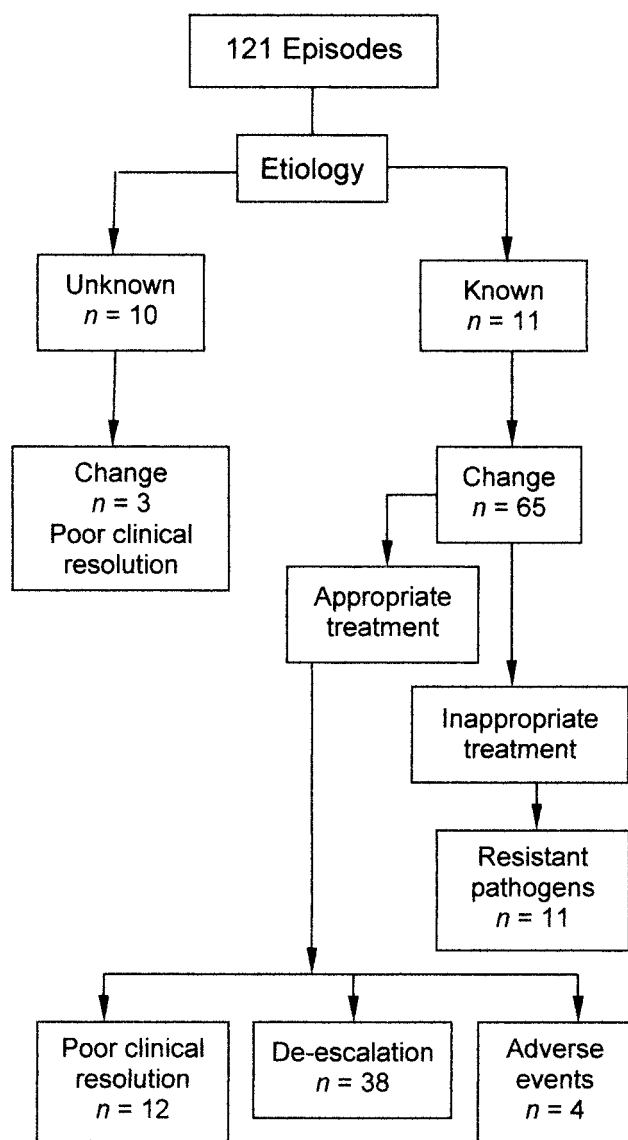 121 Episodes
Etiology
Unknown
n = 10
Known
n = 11
Change
n = 3
Poor clinical
resolution
Change
n = 65
Appropriate
treatment
Inappropriate
treatment
Resistant
pathogens
n = 11
Poor clinical
resolution
n = 12
De-escalation
n = 38
Adverse
events
n = 4